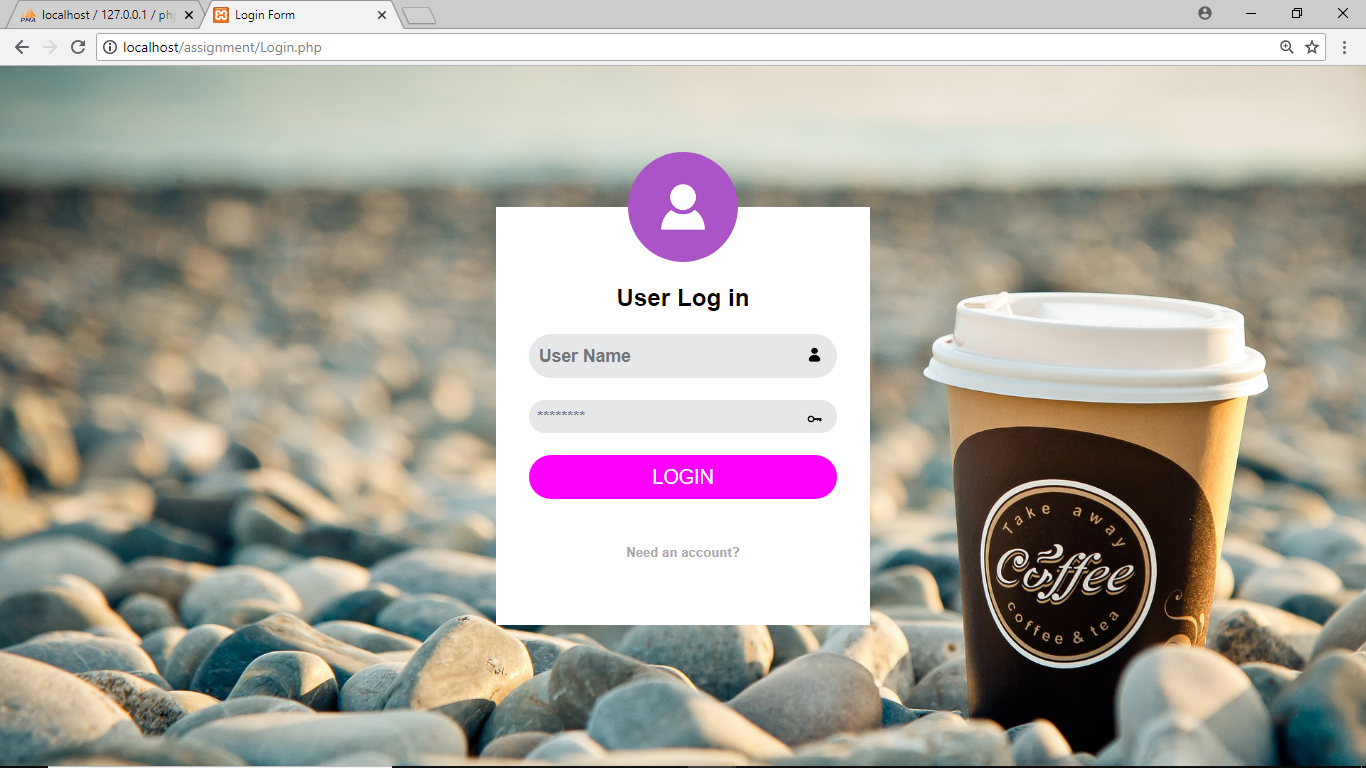 PMA
localhost / 127.0.0.1 / php
Login Form
localhost/assignment/Login.php
User Log in
User Name
********
LOGIN
Need an account?
Take away
Coffee
coffee & tea